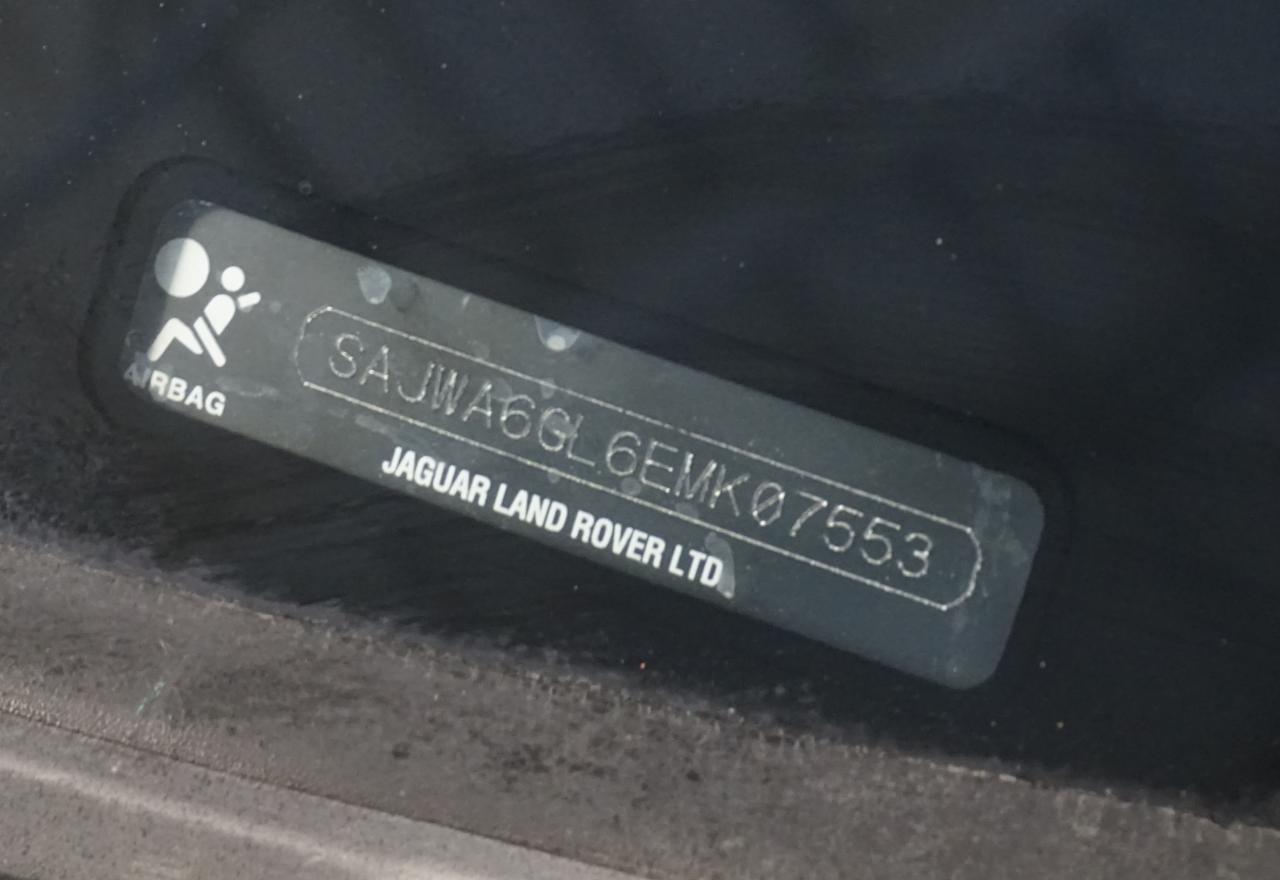 AIRBAG
SAJWA6GL6EMK07553
JAGUAR LAND ROVER LTD